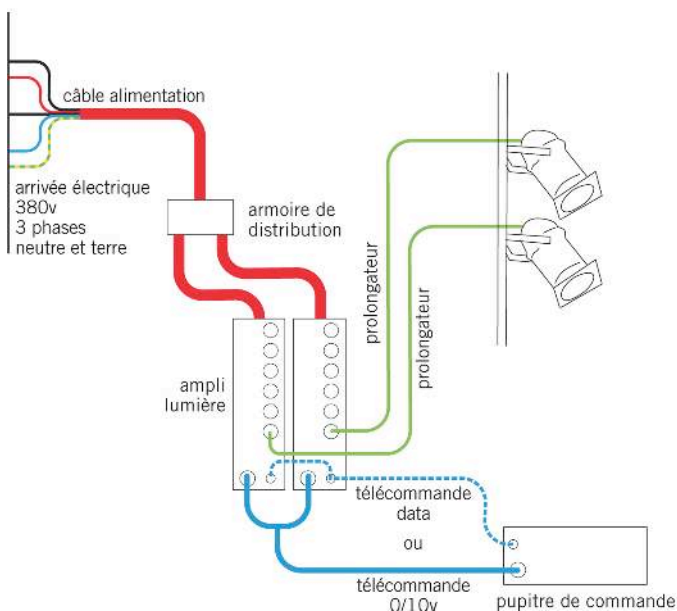 câble alimentation
arrivée électrique
380v
3 phases
neutre et terre
armoire de
distribution
prolongateur
prolongateur
ampli
lumière
télécommande
data
ou
télécommande
0/10v
pupitre de commande